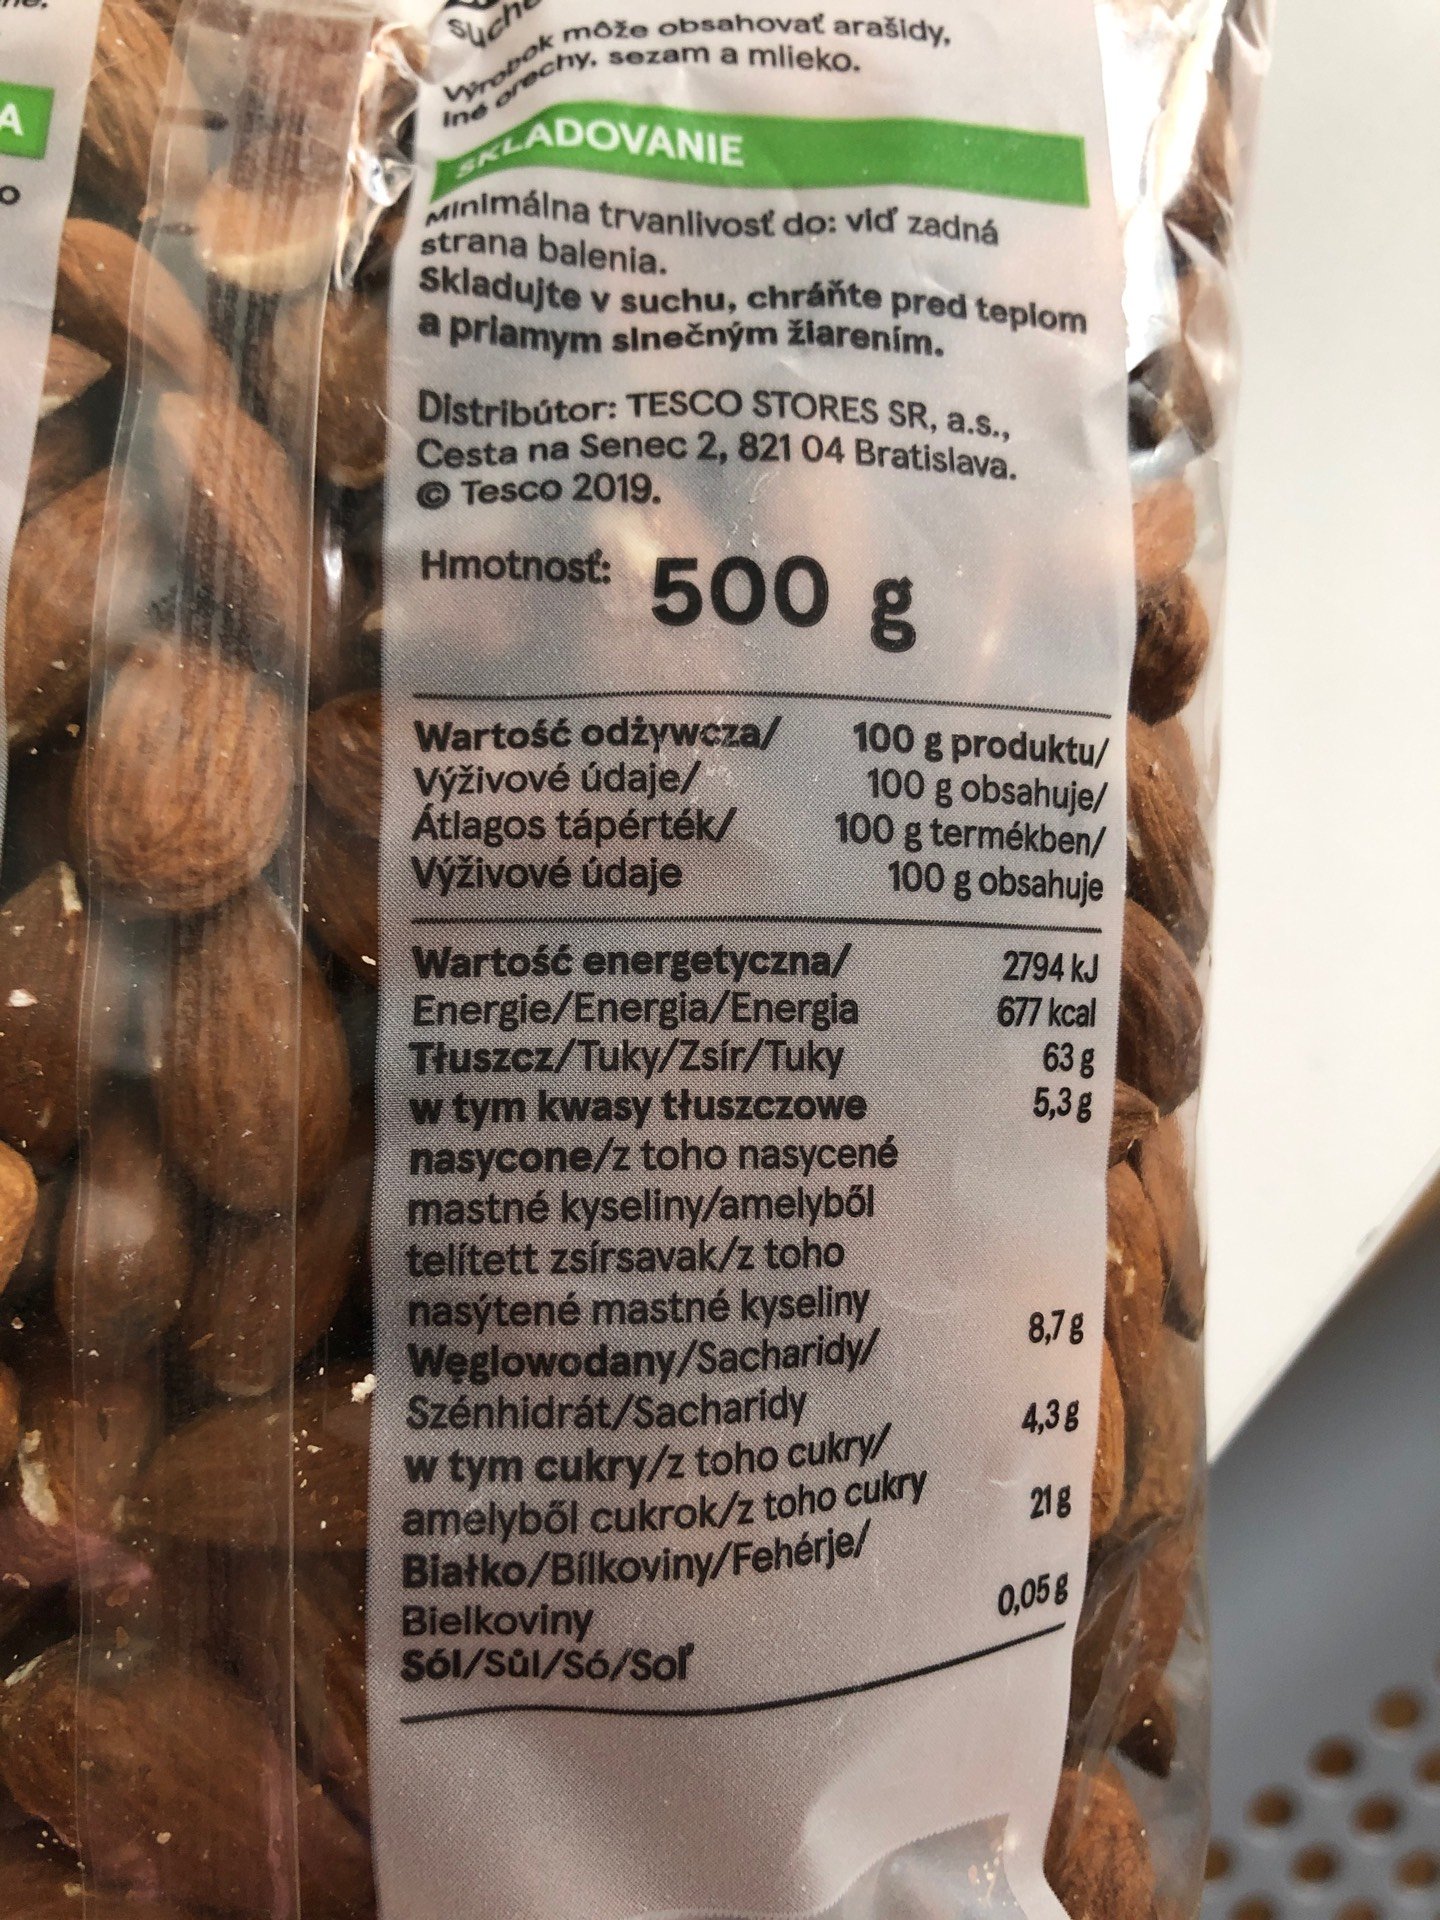 A
o
Suché
Výrobok môže obsahovať arašidy,
iné orechy, sezam a mlieko.
SKLADOVANIE
Minimálna trvanlivosť do: viď zadná
strana balenia.
Skladujte v suchu, chráňte pred teplom
a priamym slnečným žiarením.
Distribútor: TESCO STORES SR, a.s.,
Cesta na Senec 2, 821 04 Bratislava.
© Tesco 2019.
Hmotnosť: 500 g
Wartość odżywcza/ 100 g produktu/
Výživové údaje/ 100 g obsahuje/
Átlagos tápérték/ 100 g termékben/
Výživové údaje 100 g obsahuje
Wartość energetyczna/ 2794 kJ
Energie/Energia/Energia 677 kcal
Tłuszcz/Tuky/Zsír/Tuky 63 g
w tym kwasy tłuszczowe 5,3 g
nasycone/z toho nasycené
mastné kyseliny/amelyből
telített zsírsavak/z toho
nasýtené mastné kyseliny
Węglowodany/Sacharidy/ 8,7 g
Szénhidrát/Sacharidy
w tym cukry/z toho cukry/ 4,3 g
amelyből cukrok/z toho cukry
Białko/Bílkoviny/Fehérje/ 21 g
Bielkoviny
Sól/Sůl/Só/Soľ 0,05 g